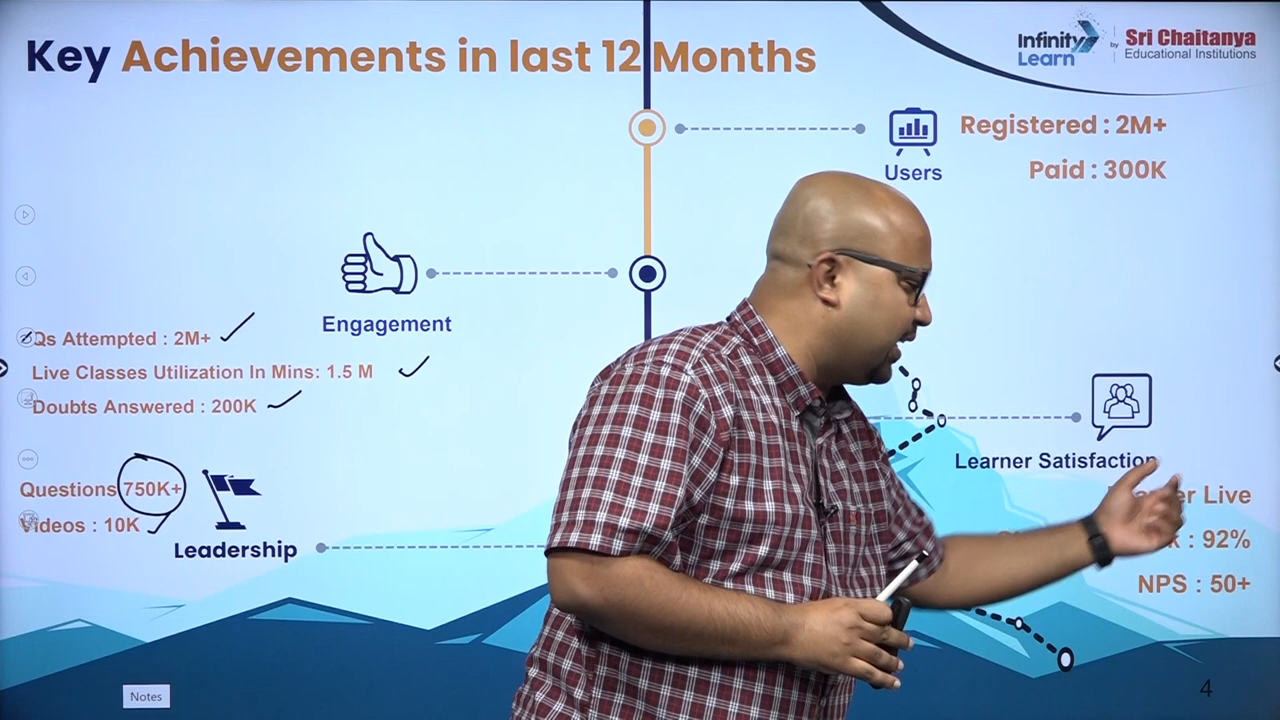 Key Achievements in last 12 Months
Infinity Learn by Sri Chaitanya Educational Institutions
Registered : 2M+
Paid : 300K
Users
Engagement
Qs Attempted : 2M+
Live Classes Utilization In Mins: 1.5 M
Doubts Answered : 200K
Questions 750K+
Videos : 10K
Leadership
Learner Satisfaction
Live
: 92%
NPS : 50+
Notes
4